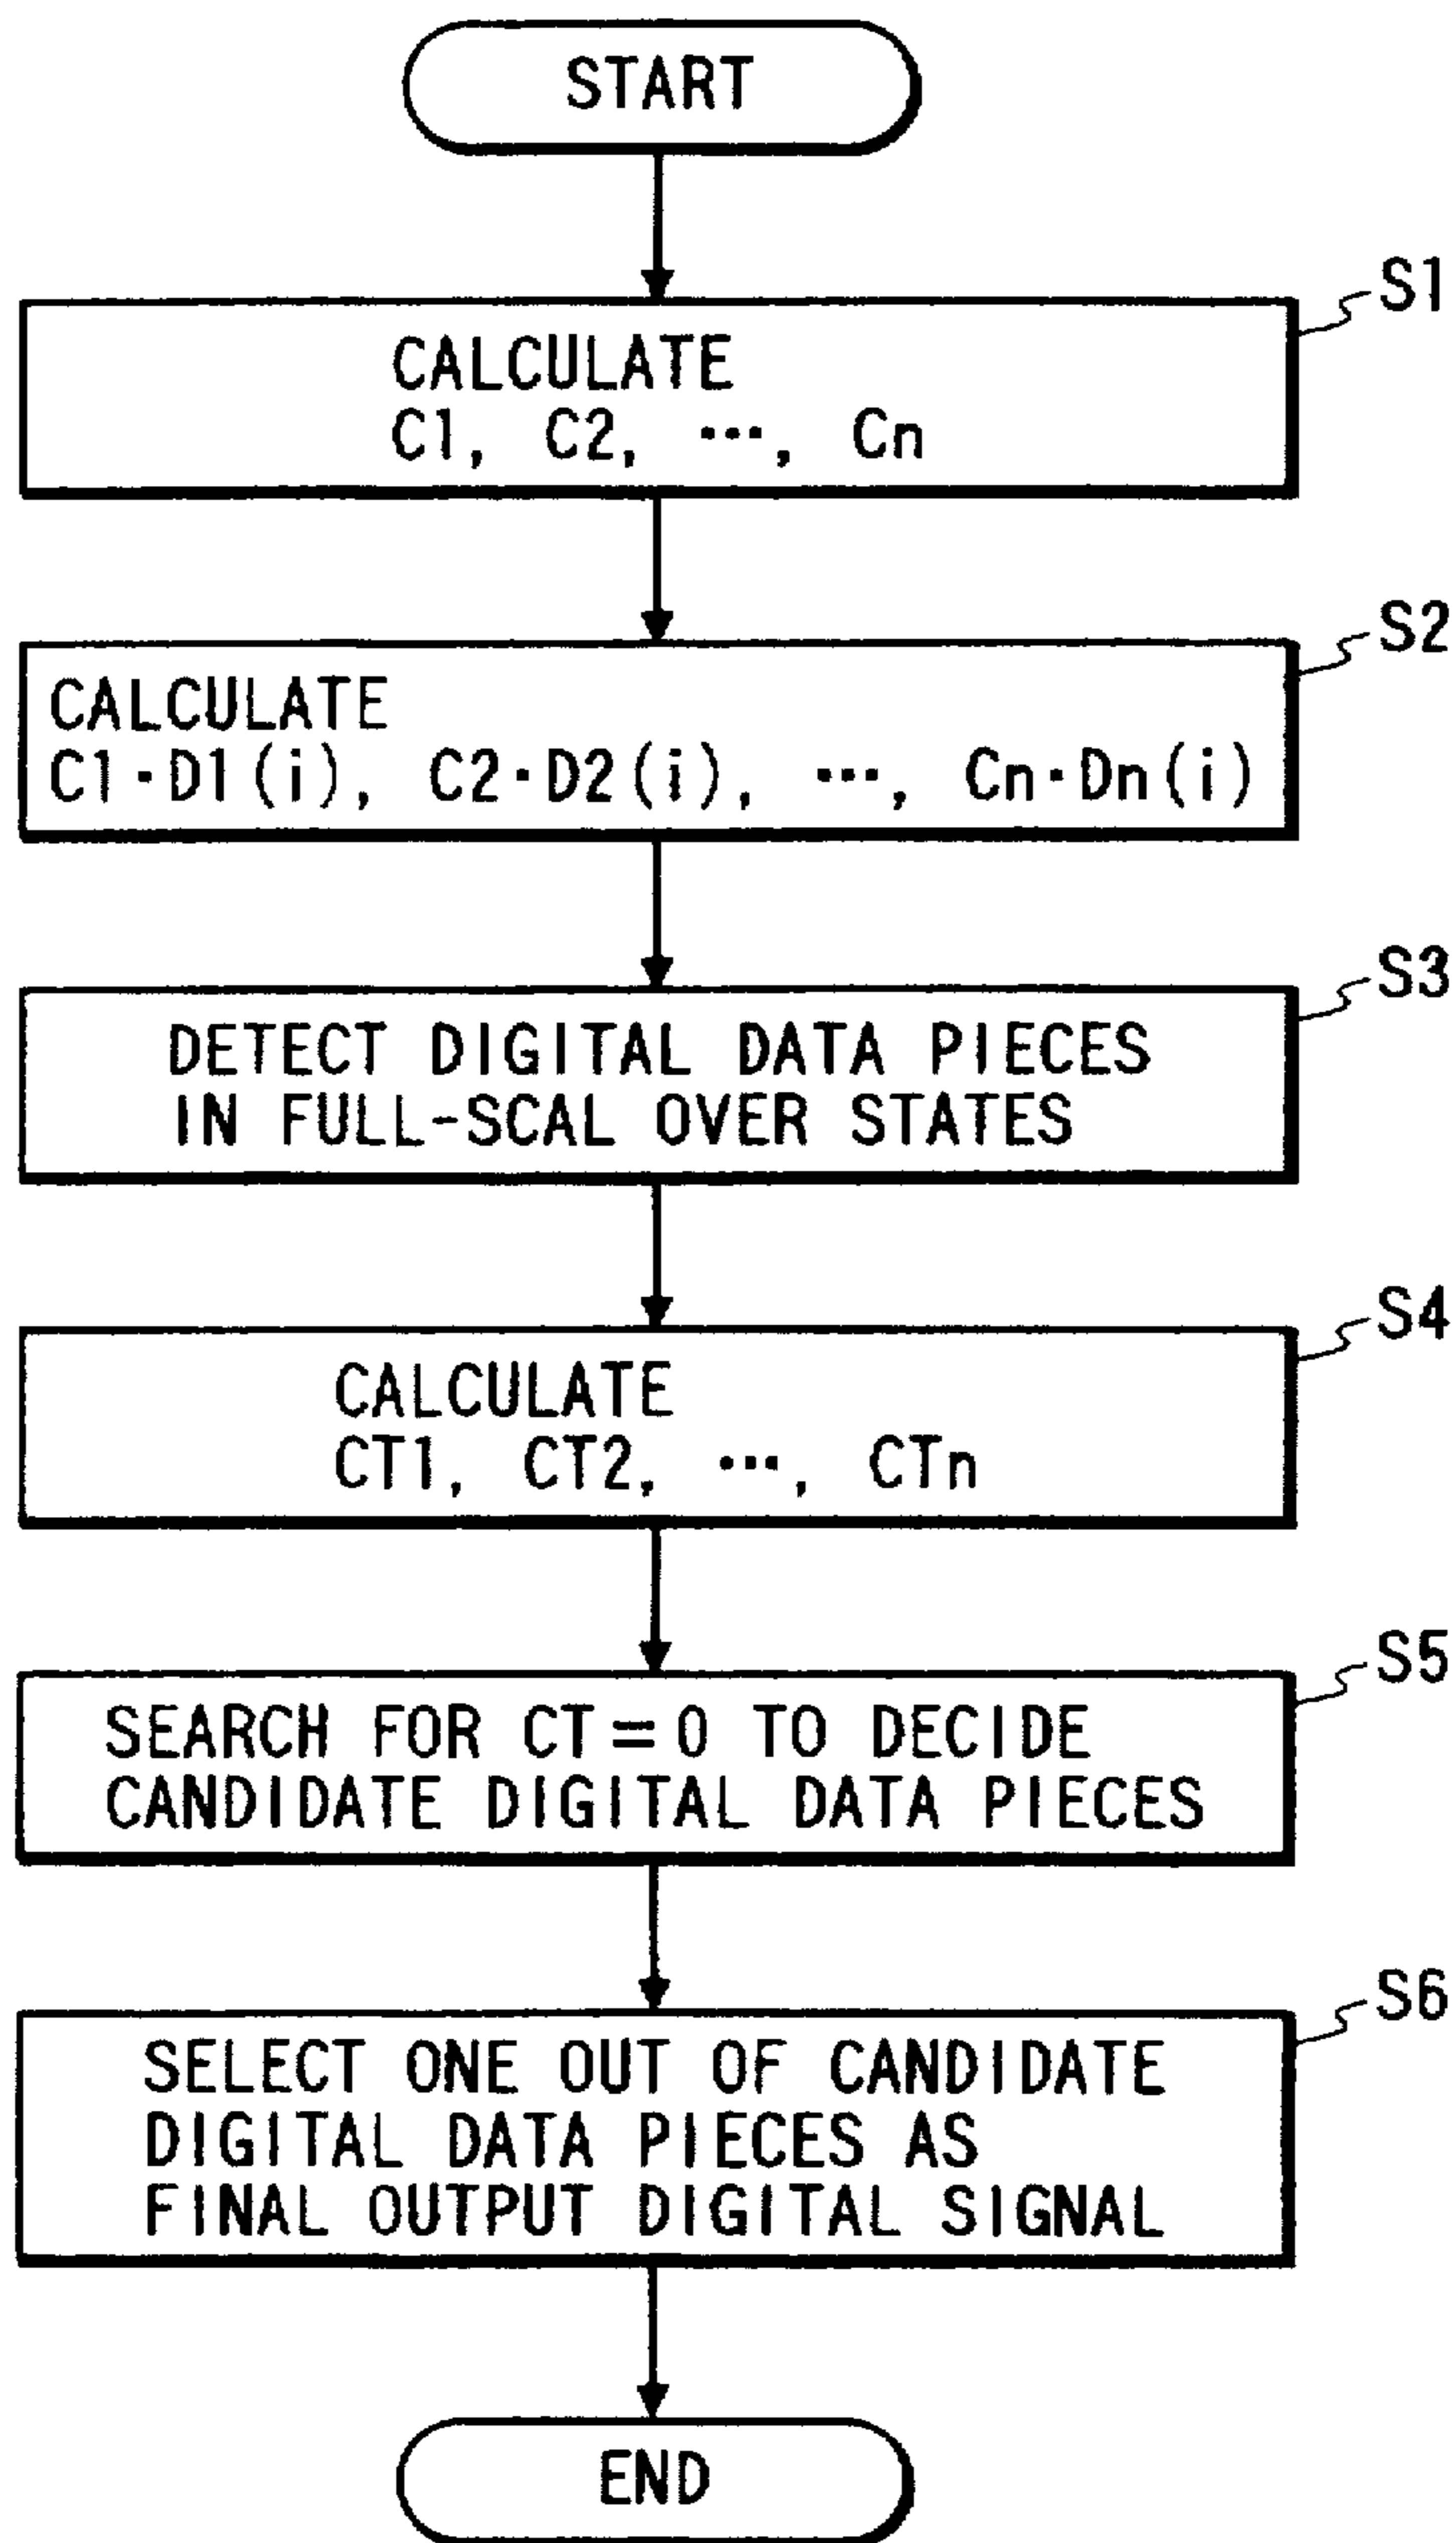 START
S1
CALCULATE
C1, C2, ···, Cn
S2
CALCULATE
C1·D1(i), C2·D2(i), ···, Cn·Dn(i)
S3
DETECT DIGITAL DATA PIECES
IN FULL-SCAL OVER STATES
S4
CALCULATE
CT1, CT2, ···, CTn
S5
SEARCH FOR CT=0 TO DECIDE
CANDIDATE DIGITAL DATA PIECES
S6
SELECT ONE OUT OF CANDIDATE
DIGITAL DATA PIECES AS
FINAL OUTPUT DIGITAL SIGNAL
END